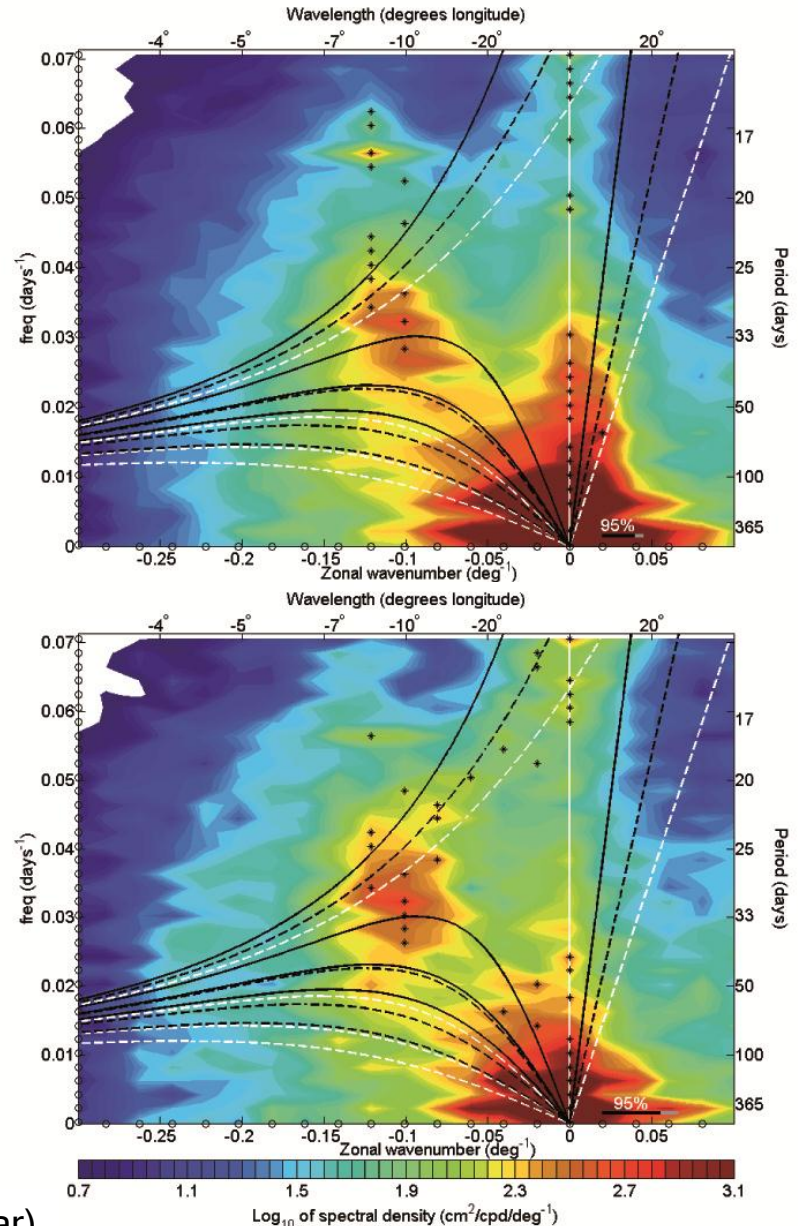 Wavelength (degrees longitude)
-4° -5° -7° -10° -20° 20°
0.07
0.06
0.05
0.04
0.03
0.02
0.01
0
freq (days-1)
17
20
25
33
50
100
365
Period (days)
95%
-0.25 -0.2 -0.15 -0.1 -0.05 0 0.05
Zonal wavenumber (deg-1)
Wavelength (degrees longitude)
-4° -5° -7° -10° -20° 20°
0.07
0.06
0.05
0.04
0.03
0.02
0.01
0
freq (days-1)
17
20
25
33
50
100
365
Period (days)
95%
-0.25 -0.2 -0.15 -0.1 -0.05 0 0.05
Zonal wavenumber (deg-1)
0.7 1.1 1.5 1.9 2.3 2.7 3.1
Log10 of spectral density (cm2/cpd/deg-1)